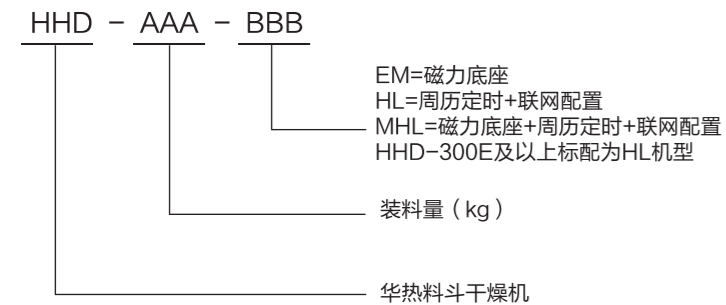 HHD - AAA - BBB
EM=磁力底座
HL=周历定时+联网配置
MHL=磁力底座+周历定时+联网配置
HHD-300E及以上标配为HL机型
装料量（kg）
华热料斗干燥机